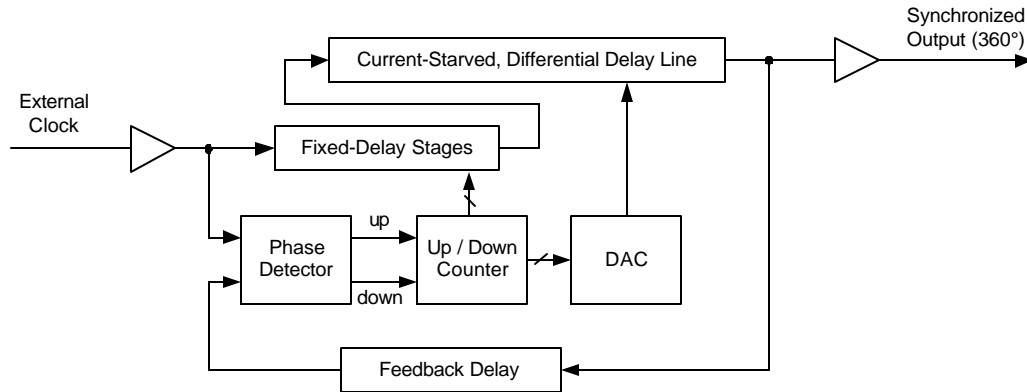 Synchronized
Output (360°)
Current-Starved, Differential Delay Line
External
Clock
Fixed-Delay Stages
up
Phase
Detector
Up / Down
Counter
DAC
down
Feedback Delay